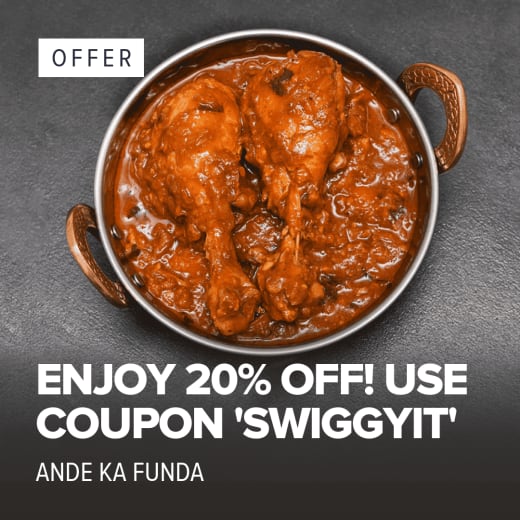 OFFER
ENJOY 20% OFF! USE
COUPON 'SWIGGYIT'
ANDE KA FUNDA